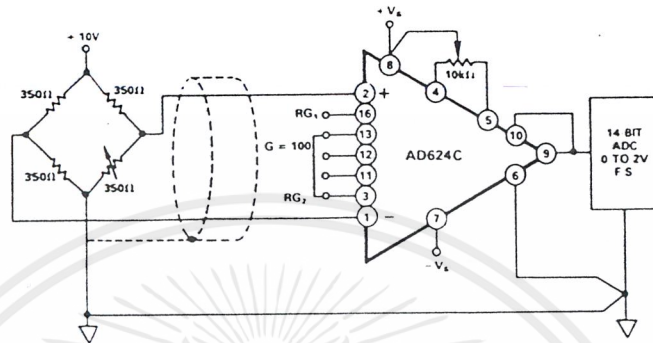 + 10V
350Ω
350Ω
350Ω
350Ω
G = 100
RG₁
RG₂
+ Vs
10kΩ
2
+
16
13
12
11
3
1
−
8
4
5
10
9
6
7
− Vs
AD624C
14 BIT
ADC
0 TO 2V
F S